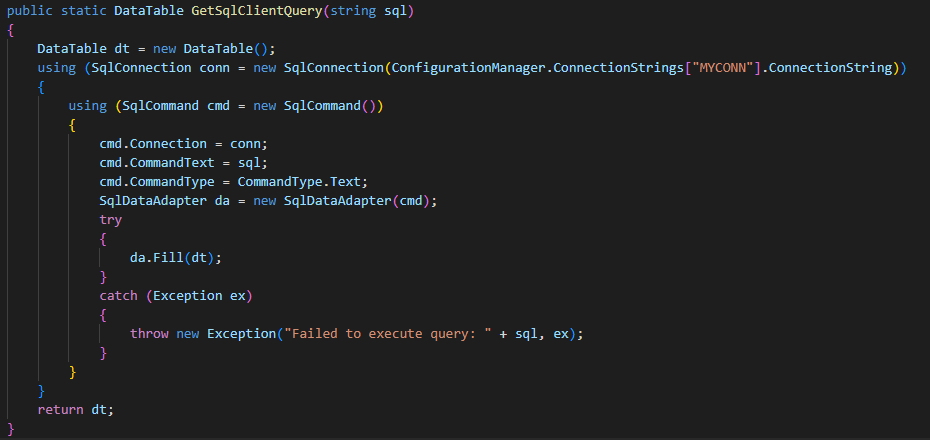 public static DataTable GetSqlClientQuery(string sql)
{
    DataTable dt = new DataTable();
    using (SqlConnection conn = new SqlConnection(ConfigurationManager.ConnectionStrings["MYCONN"].ConnectionString))
    {
        using (SqlCommand cmd = new SqlCommand())
        {
            cmd.Connection = conn;
            cmd.CommandText = sql;
            cmd.CommandType = CommandType.Text;
            SqlDataAdapter da = new SqlDataAdapter(cmd);
            try
            {
                da.Fill(dt);
            }
            catch (Exception ex)
            {
                throw new Exception("Failed to execute query: " + sql, ex);
            }
        }
    }
    return dt;
}